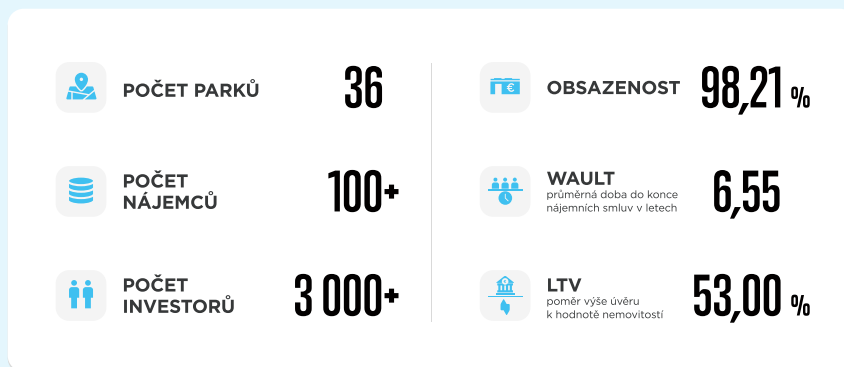 POČET PARKŮ 36
POČET
NÁJEMCŮ 100+
POČET
INVESTORŮ 3 000+
OBSAZENOST 98,21 %
WAULT
průměrná doba do konce
nájemních smluv v letech
6,55
LTV
poměr výše úvěru
k hodnotě nemovitostí
53,00 %